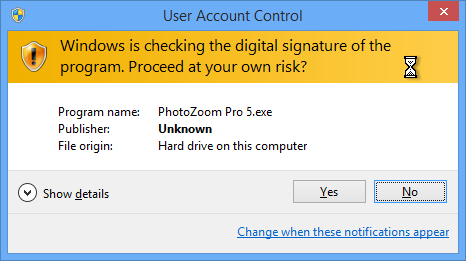 User Account Control
Windows is checking the digital signature of the
program. Proceed at your own risk?
Program name: PhotoZoom Pro 5.exe
Publisher: Unknown
File origin: Hard drive on this computer
Show details
Yes
No
Change when these notifications appear